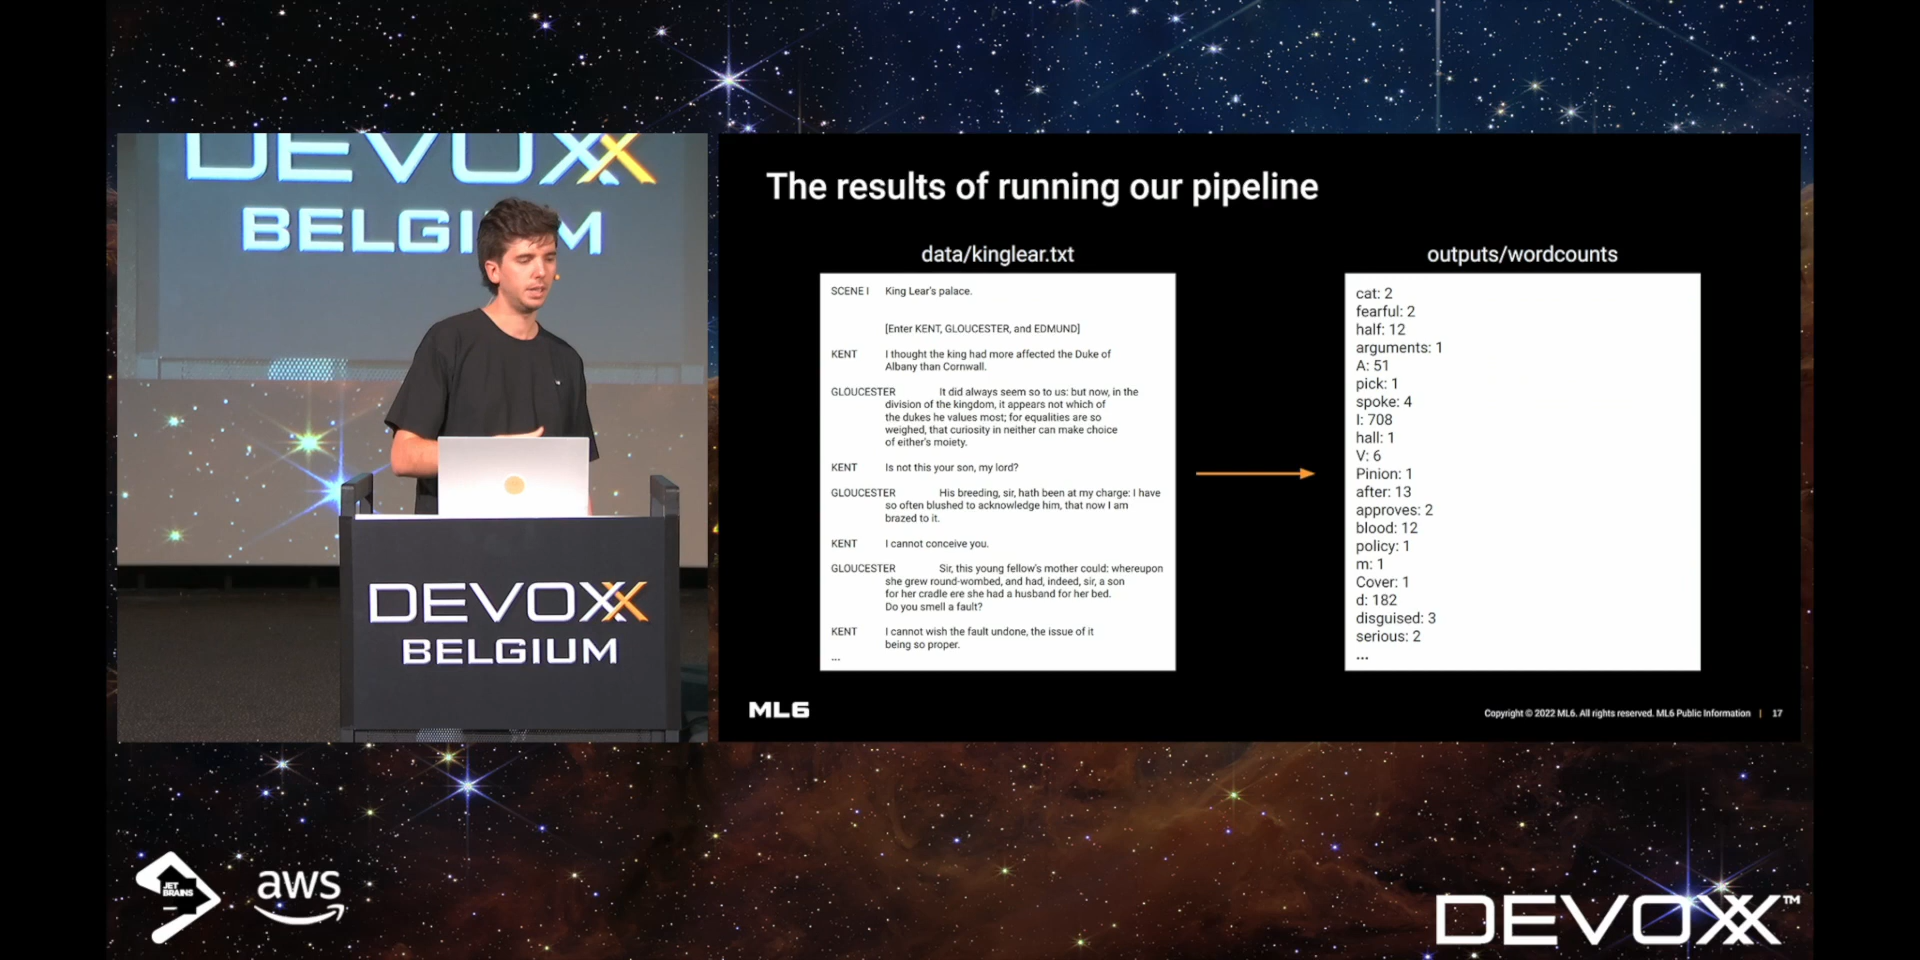 DEVOXX
BELGIUM
DEVOXX
BELGIUM
The results of running our pipeline
data/kinglear.txt
SCENE I King Lear's palace.
[Enter KENT, GLOUCESTER, and EDMUND]
KENT I thought the king had more affected the Duke of
Albany than Cornwall.
GLOUCESTER It did always seem so to us: but now, in the
division of the kingdom, it appears not which of
the dukes he values most; for equalities are so
weighed, that curiosity in neither can make choice
of either's moiety.
KENT Is not this your son, my lord?
GLOUCESTER His breeding, sir, hath been at my charge: I have
so often blushed to acknowledge him, that now I am
brazed to it.
KENT I cannot conceive you.
GLOUCESTER Sir, this young fellow's mother could: whereupon
she grew round-wombed, and had, indeed, sir, a son
for her cradle ere she had a husband for her bed.
Do you smell a fault?
KENT I cannot wish the fault undone, the issue of it
being so proper.
...
outputs/wordcounts
cat: 2
fearful: 2
half: 12
arguments: 1
A: 51
pick: 1
spoke: 4
I: 708
hall: 1
V: 6
Pinion: 1
after: 13
approves: 2
blood: 12
policy: 1
m: 1
Cover: 1
d: 182
disguised: 3
serious: 2
...
ML6
Copyright © 2022 ML6. All rights reserved. ML6 Public Information | 17
JET
BRAINS
aws
DEVOXX™